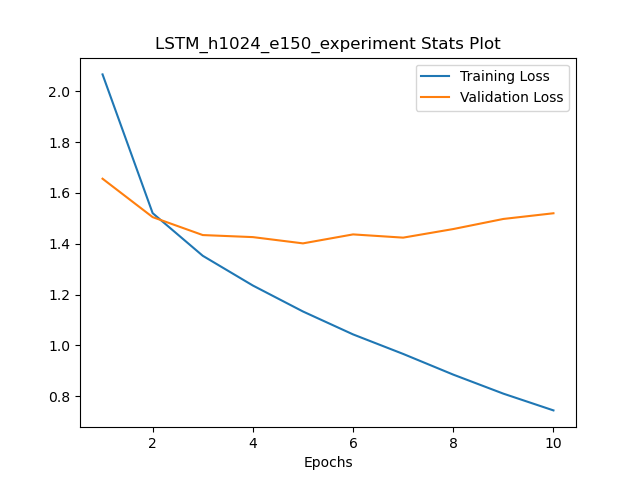 LSTM_h1024_e150_experiment Stats Plot
Training Loss
Validation Loss
2.0
1.8
1.6
1.4
1.2
1.0
0.8
2 4 6 8 10
Epochs